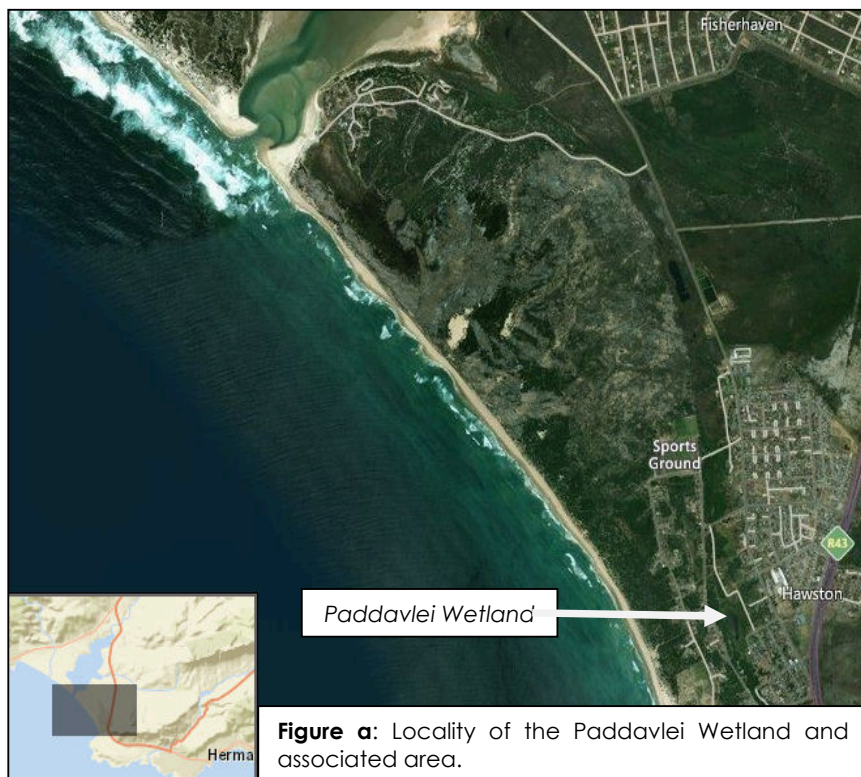 Fisherhaven
Sports
Ground
R43
Hawston
Paddavlei Wetland
Herma
Figure a: Locality of the Paddavlei Wetland and
associated area.